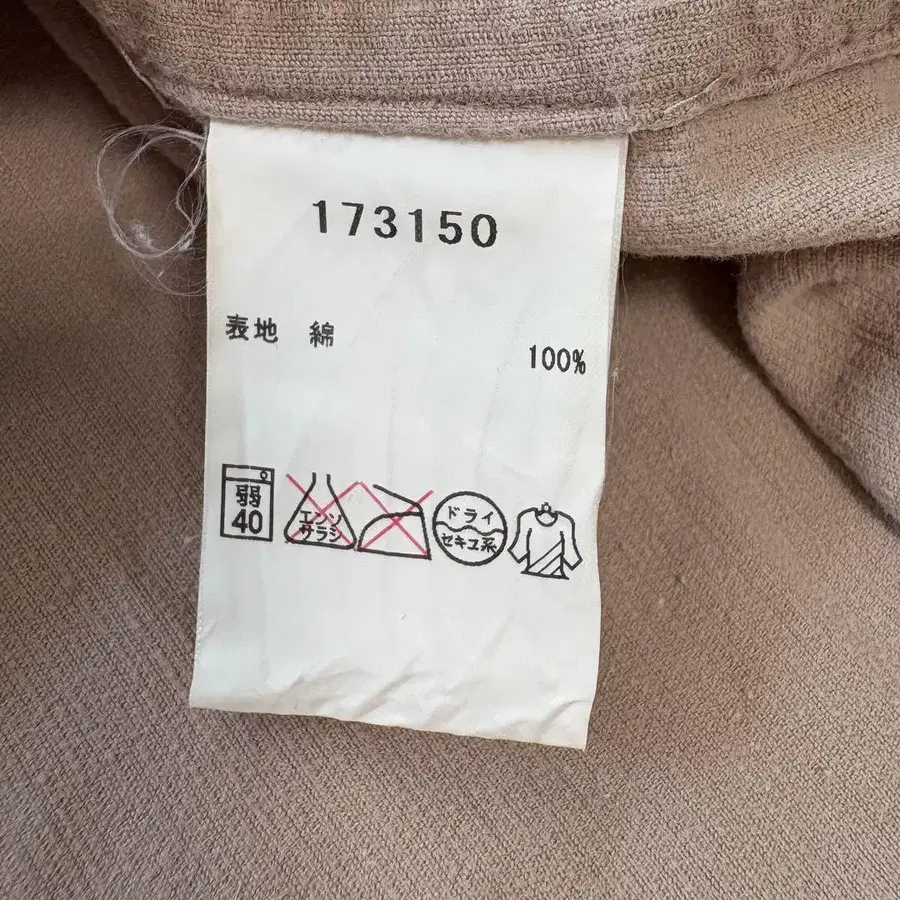 173150
表地 綿
100%
弱
40
エンソ
サラシ
ドライ
セキユ系